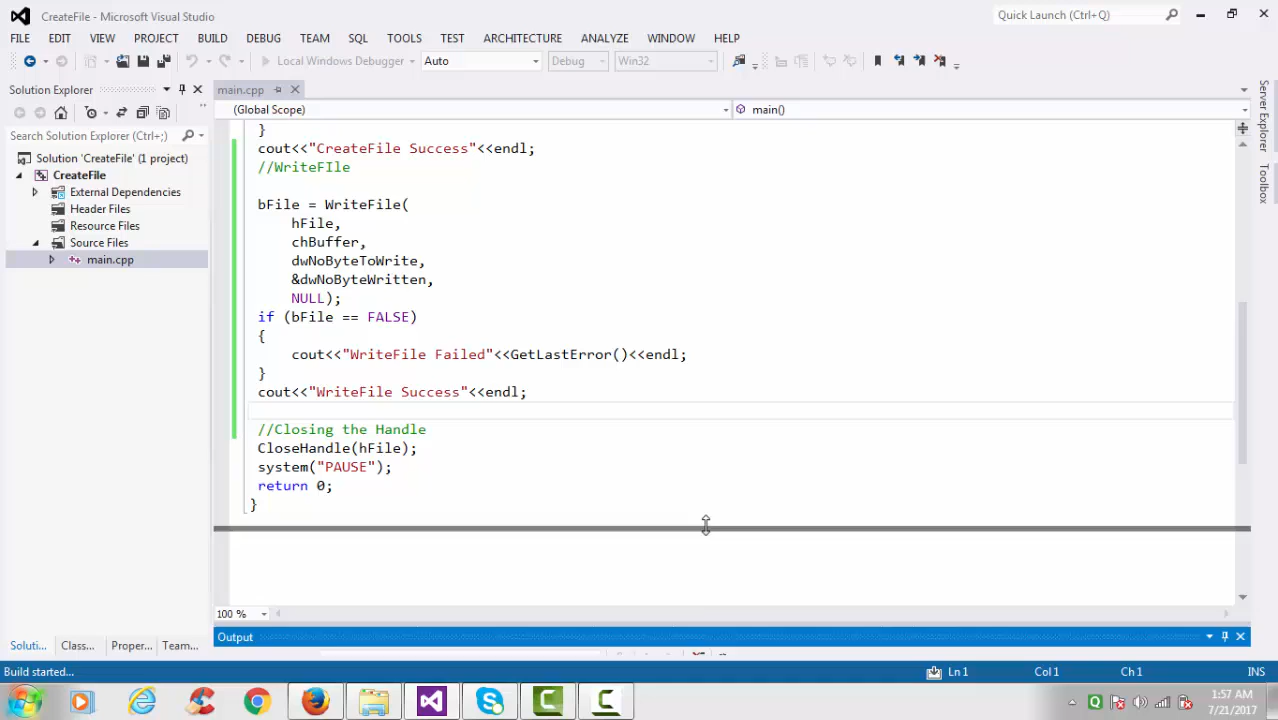 CreateFile - Microsoft Visual Studio
Quick Launch (Ctrl+Q)
FILE EDIT VIEW PROJECT BUILD DEBUG TEAM SQL TOOLS TEST ARCHITECTURE ANALYZE WINDOW HELP
Local Windows Debugger Auto Debug Win32
Solution Explorer
main.cpp
(Global Scope)
main()
Search Solution Explorer (Ctrl+;)
Solution 'CreateFile' (1 project)
CreateFile
External Dependencies
Header Files
Resource Files
Source Files
main.cpp
}
cout<<"CreateFile Success"<<endl;
//WriteFIle
bFile = WriteFile(
hFile,
chBuffer,
dwNoByteToWrite,
&dwNoByteWritten,
NULL);
if (bFile == FALSE)
{
cout<<"WriteFile Failed"<<GetLastError()<<endl;
}
cout<<"WriteFile Success"<<endl;
//Closing the Handle
CloseHandle(hFile);
system("PAUSE");
return 0;
}
Server Explorer
Toolbox
100 %
Soluti... Class... Proper... Team...
Output
Build started...
Ln 1 Col 1 Ch 1 INS
1:57 AM
7/21/2017